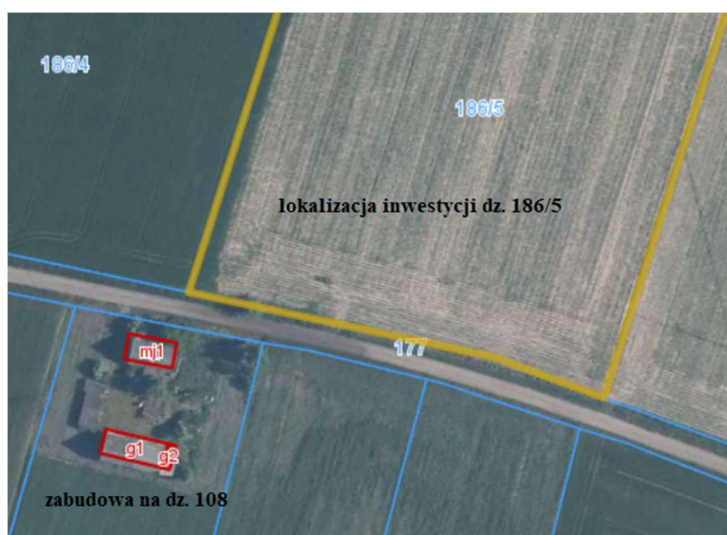 186/4
186/5
lokalizacja inwestycji dz. 186/5
177
mj1
g1
g2
zabudowa na dz. 108